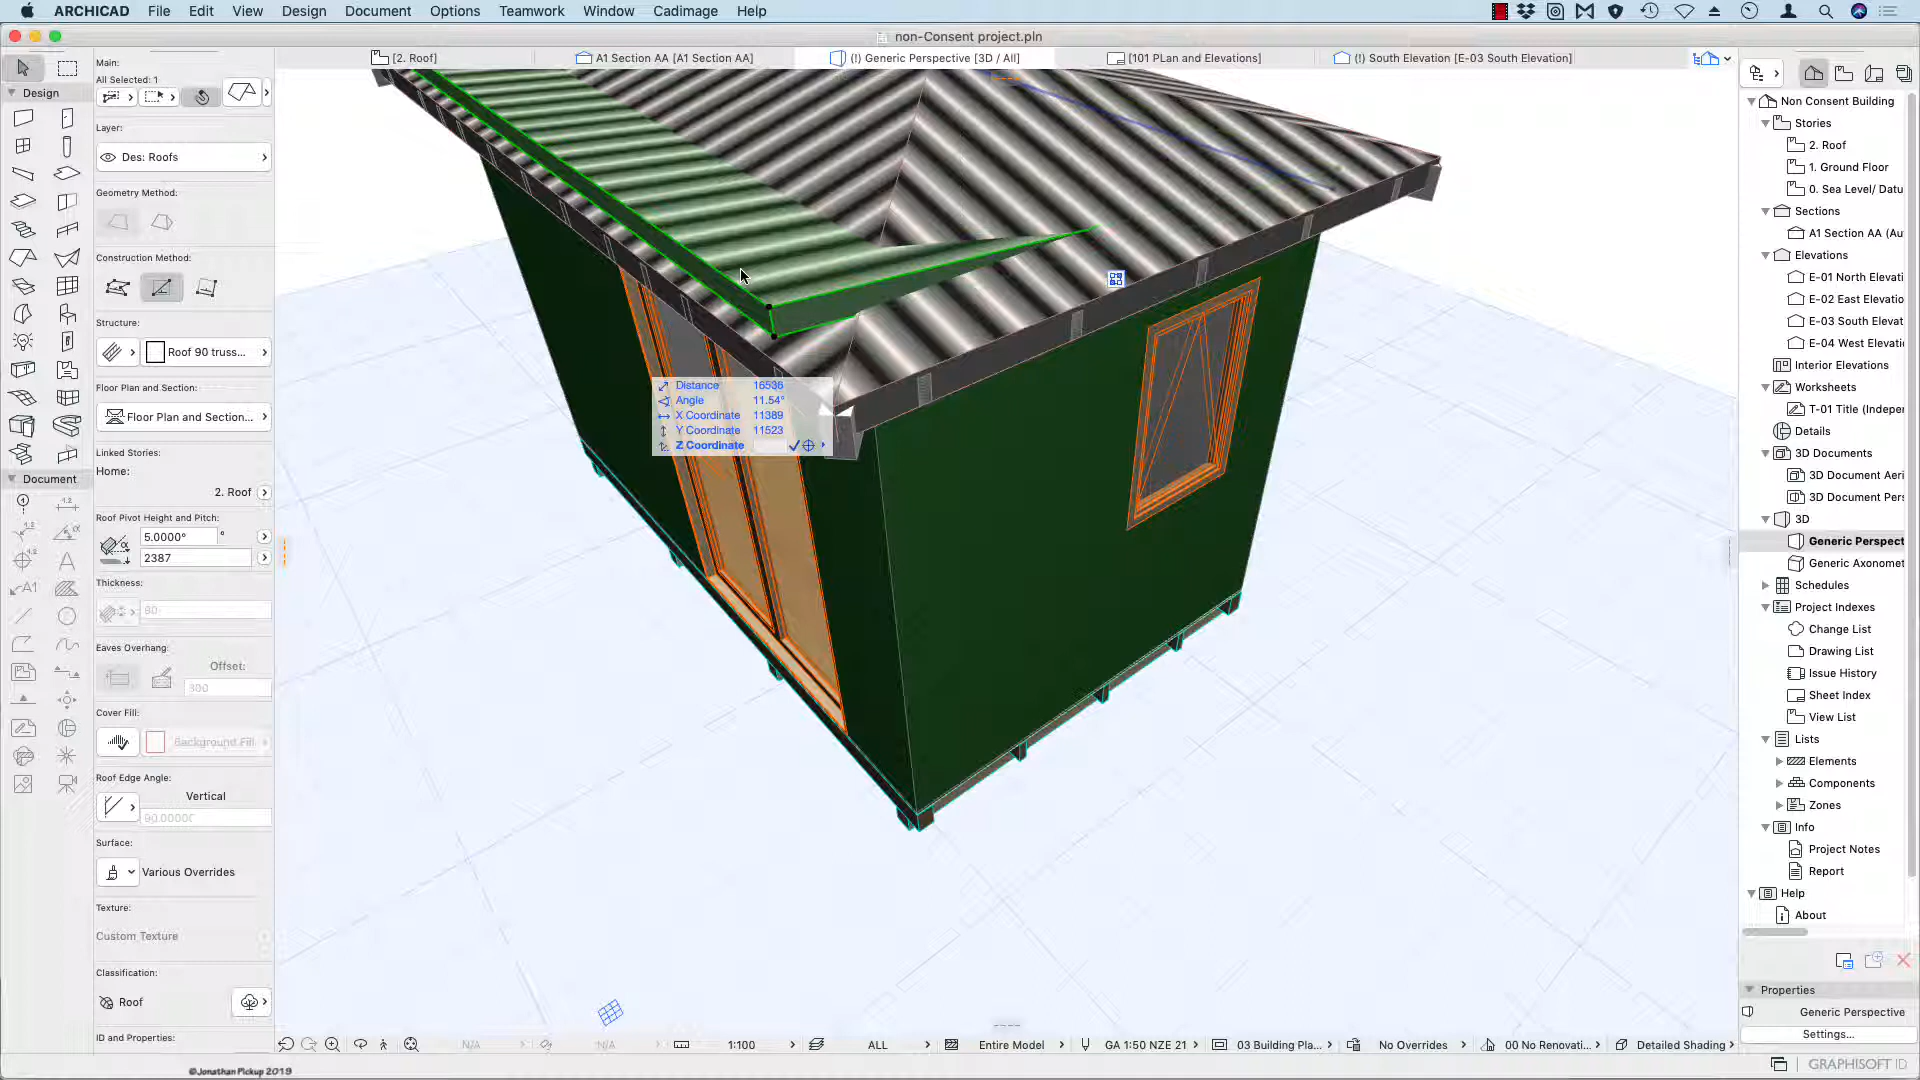 ARCHICAD File Edit View Design Document Options Teamwork Window Cadimage Help
non-Consent project.pln
[2. Roof]
A1 Section AA [A1 Section AA]
(!) Generic Perspective [3D / All]
[101 PLan and Elevations]
(!) South Elevation [E-03 South Elevation]
Main:
All Selected: 1
Design
Layer:
Des: Roofs
Geometry Method:
Construction Method:
Structure:
Roof 90 truss...
Floor Plan and Section:
Floor Plan and Section...
Linked Stories:
Home:
2. Roof
Document
Roof Pivot Height and Pitch:
5.0000° °
2387
Thickness:
80
Eaves Overhang:
Offset:
300
Cover Fill:
Background Fill
Roof Edge Angle:
Vertical
Surface:
Various Overrides
Texture:
Custom Texture
Classification:
Roof
ID and Properties:
Distance 16536
Angle 11.54°
X Coordinate 11389
Y Coordinate 11523
Z Coordinate
Non Consent Building
Stories
2. Roof
1. Ground Floor
0. Sea Level/ Datu
Sections
A1 Section AA (Au
Elevations
E-01 North Elevati
E-02 East Elevatio
E-03 South Elevat
E-04 West Elevatio
Interior Elevations
Worksheets
T-01 Title (Indeper
Details
3D Documents
3D Document Aeri
3D Document Pers
3D
Generic Perspect
Generic Axonomet
Schedules
Project Indexes
Change List
Drawing List
Issue History
Sheet Index
View List
Lists
Elements
Components
Zones
Info
Project Notes
Report
Help
About
Properties
Generic Perspective
Settings...
N/A N/A 1:100 ALL Entire Model GA 1:50 NZE 21 03 Building Pla... No Overrides 00 No Renovati... Detailed Shading
©Jonathan Pickup 2019
GRAPHISOFT ID